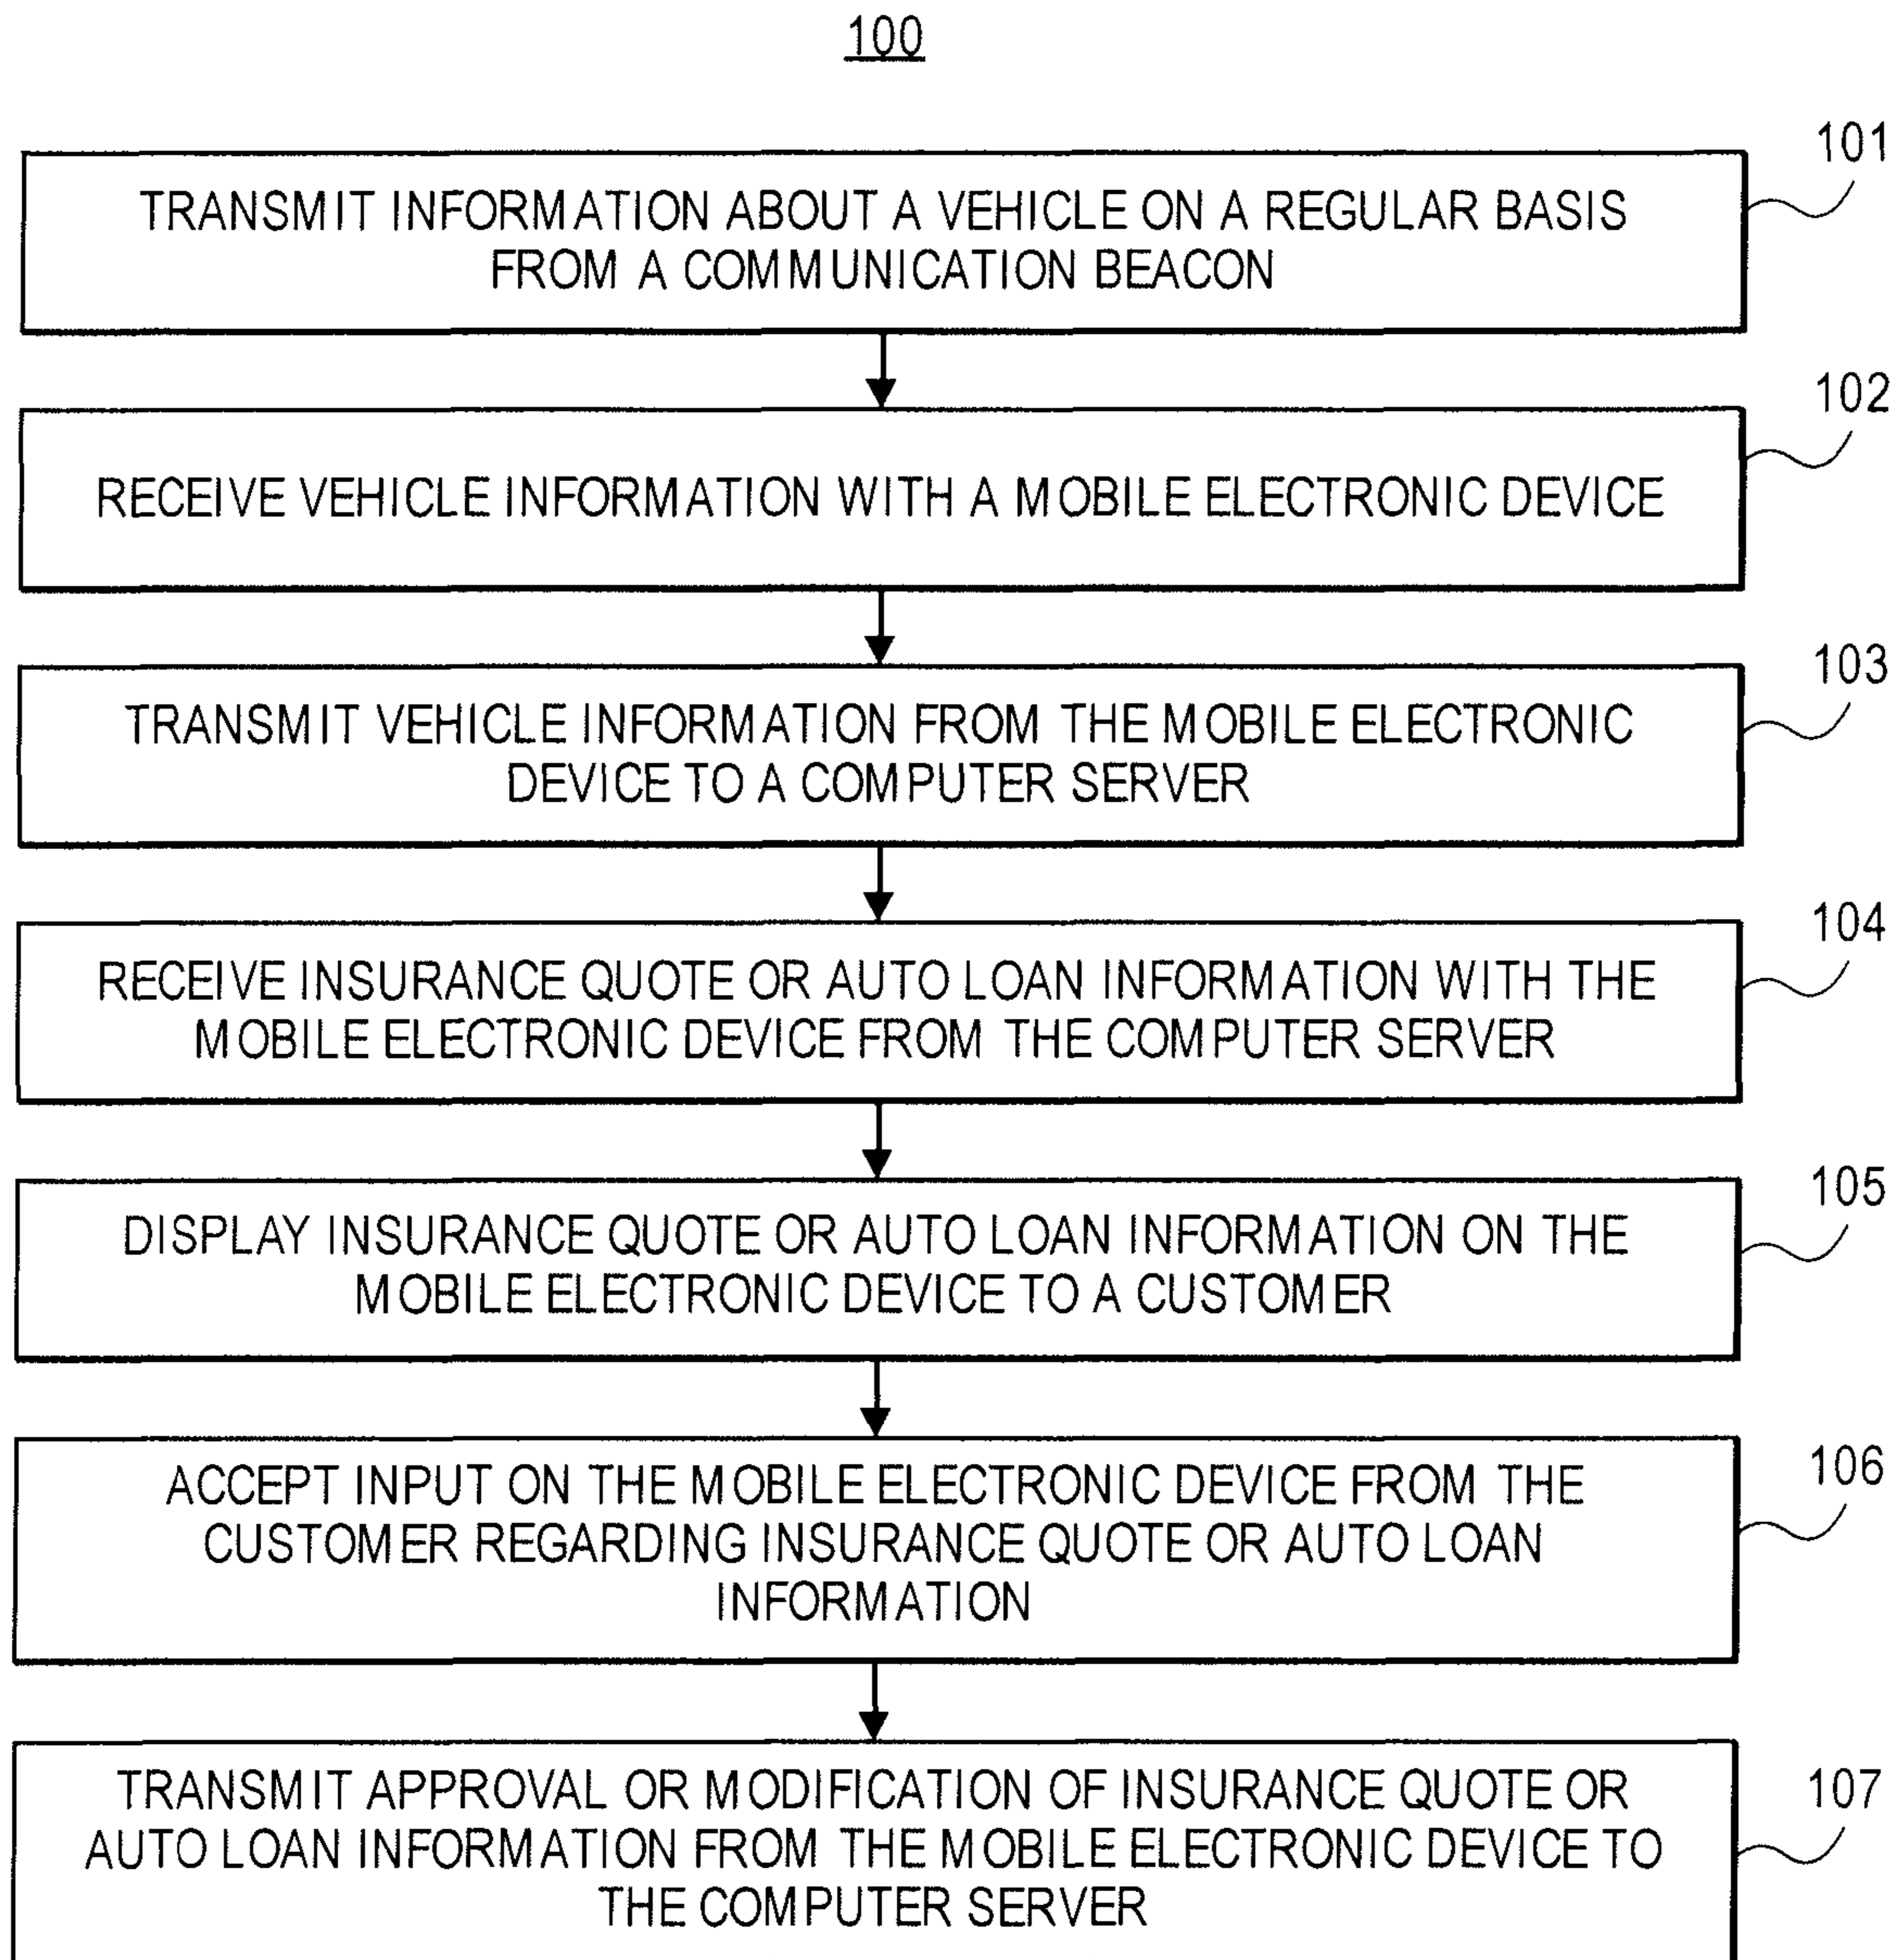 100
101
TRANSMIT INFORMATION ABOUT A VEHICLE ON A REGULAR BASIS
FROM A COMMUNICATION BEACON
102
RECEIVE VEHICLE INFORMATION WITH A MOBILE ELECTRONIC DEVICE
103
TRANSMIT VEHICLE INFORMATION FROM THE MOBILE ELECTRONIC
DEVICE TO A COMPUTER SERVER
104
RECEIVE INSURANCE QUOTE OR AUTO LOAN INFORMATION WITH THE
MOBILE ELECTRONIC DEVICE FROM THE COMPUTER SERVER
105
DISPLAY INSURANCE QUOTE OR AUTO LOAN INFORMATION ON THE
MOBILE ELECTRONIC DEVICE TO A CUSTOMER
106
ACCEPT INPUT ON THE MOBILE ELECTRONIC DEVICE FROM THE
CUSTOMER REGARDING INSURANCE QUOTE OR AUTO LOAN
INFORMATION
107
TRANSMIT APPROVAL OR MODIFICATION OF INSURANCE QUOTE OR
AUTO LOAN INFORMATION FROM THE MOBILE ELECTRONIC DEVICE TO
THE COMPUTER SERVER